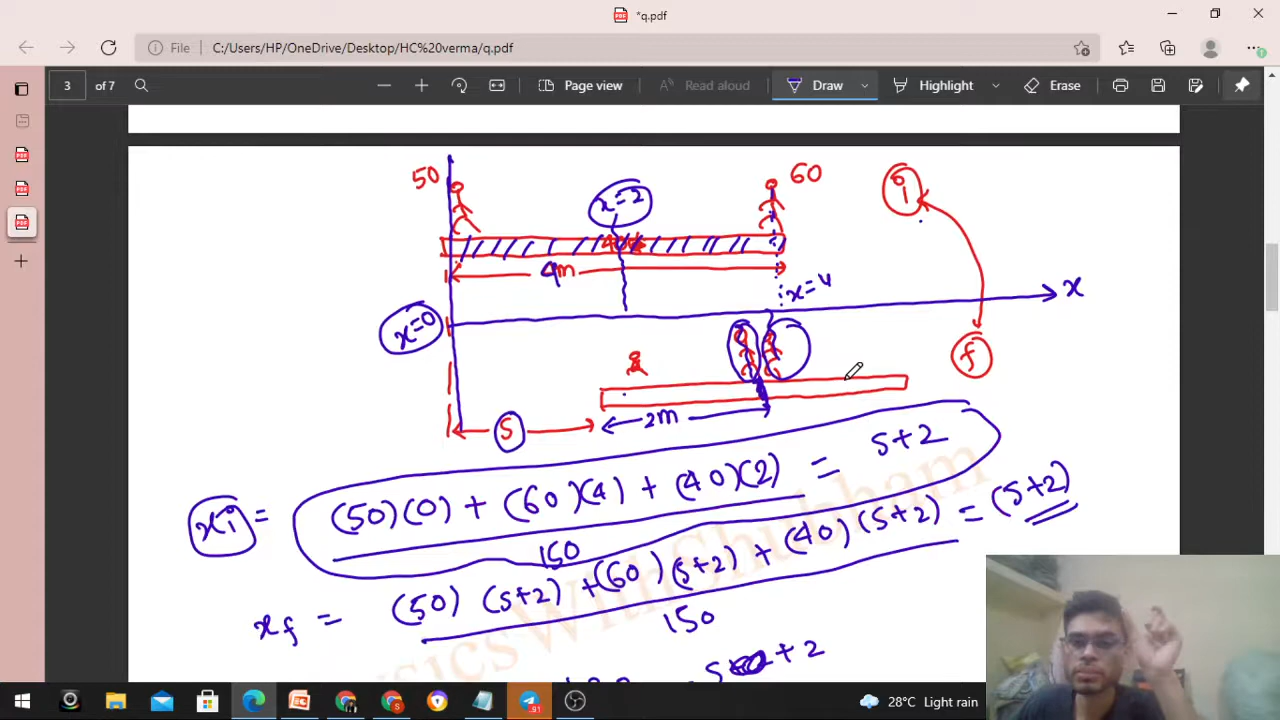 *q.pdf
File C:/Users/HP/OneDrive/Desktop/HC%20verma/q.pdf
3 of 7 Page view Read aloud Draw Highlight Erase
50 x=2 60 i
4m
x=4 x
x=0
f
S 2m
xi = (50)(0) + (60)(4) + (40)(2) = S+2
150
xf = (50) (S+2) + (60) (S+2) + (40) (S+2) = (S+2)
150
PhysicsWithShubham
+ 2
91 28°C Light rain